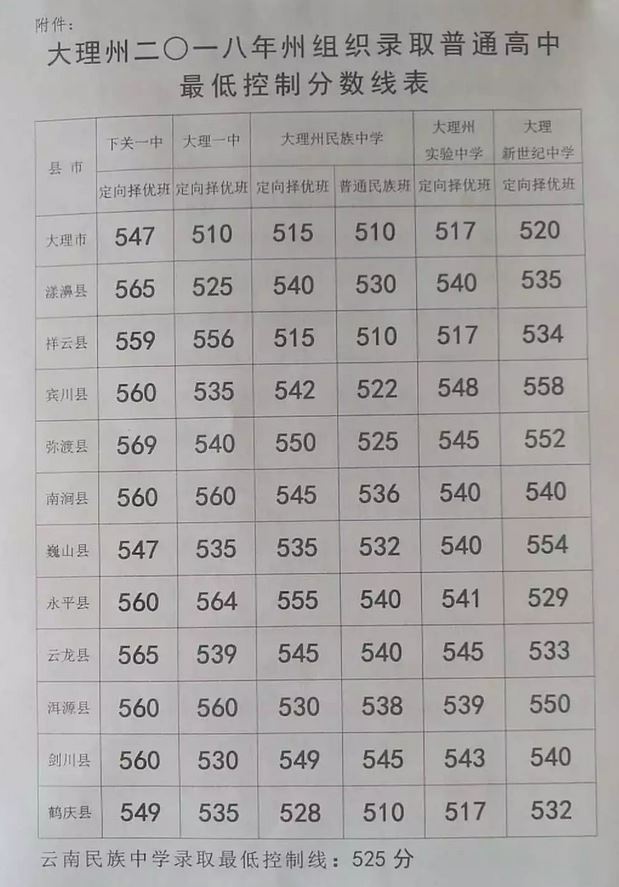 附件：
大理州二〇一八年州组织录取普通高中
最低控制分数线表
县市 下关一中 大理一中 大理州民族中学 大理州实验中学 大理新世纪中学
定向择优班 定向择优班 定向择优班 普通民族班 定向择优班 定向择优班
大理市 547 510 515 510 517 520
漾濞县 565 525 540 530 540 535
祥云县 559 556 515 510 517 534
宾川县 560 535 542 522 548 558
弥渡县 569 540 550 525 545 552
南涧县 560 560 545 536 540 540
巍山县 547 535 535 532 540 554
永平县 560 564 555 540 541 529
云龙县 565 539 545 540 545 533
洱源县 560 560 530 538 539 550
剑川县 560 530 549 545 543 540
鹤庆县 549 535 528 510 517 532
云南民族中学录取最低控制线：525分